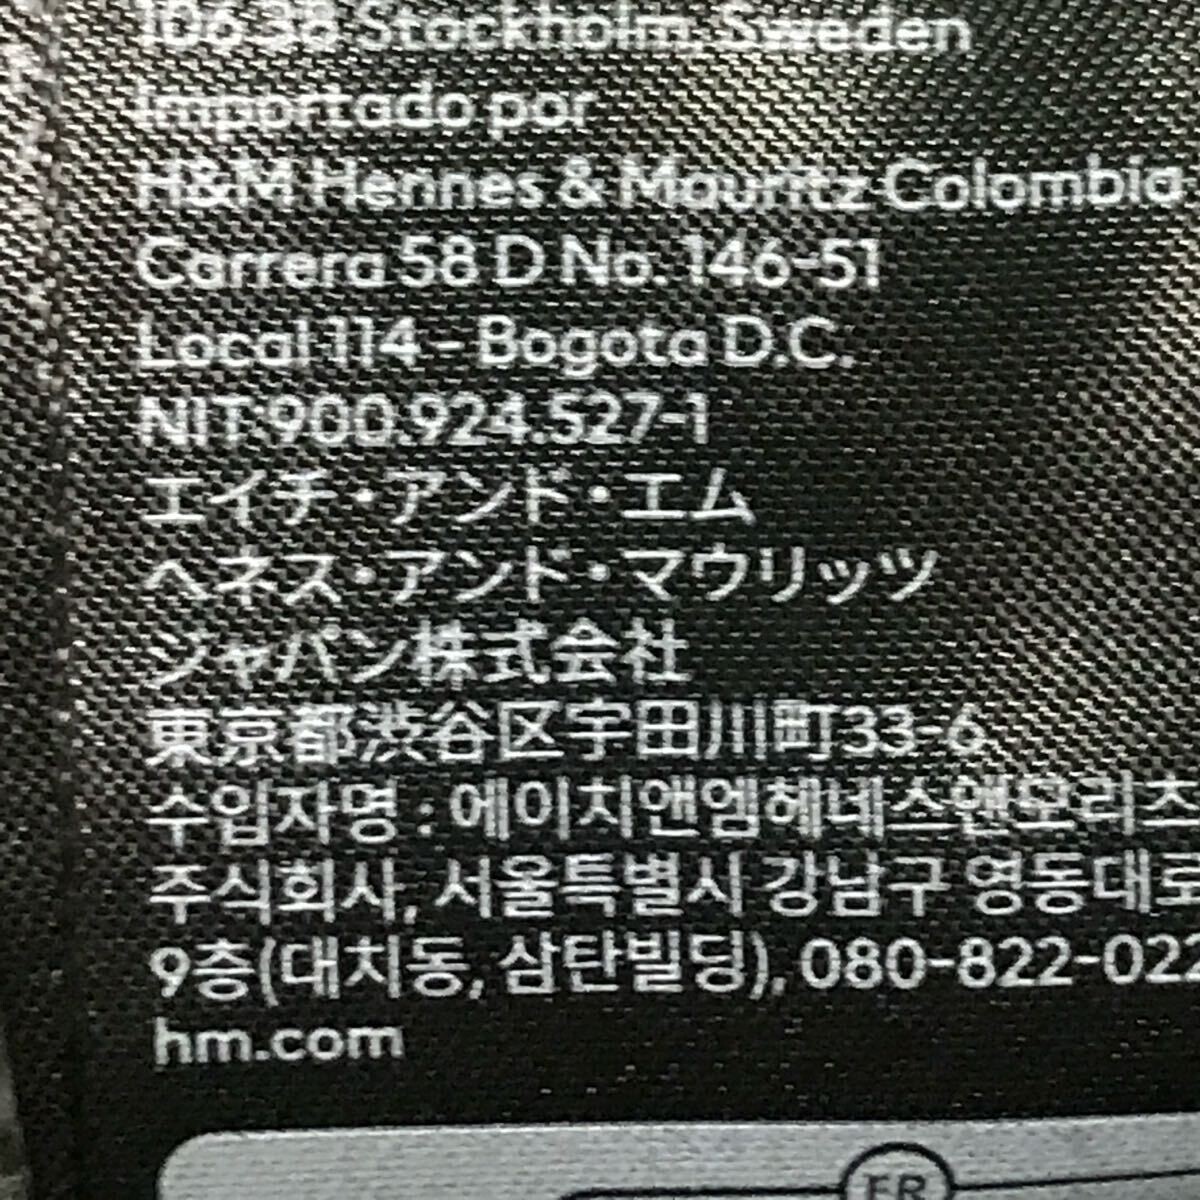 106 38 Stockholm, Sweden
Importado por
H&M Hennes & Mauritz Colombia
Carrera 58 D No. 146-51
Local 114 - Bogota D.C.
NIT:900.924.527-1
エイチ・アンド・エム
ヘネス・アンド・マウリッツ
ジャパン株式会社
東京都渋谷区宇田川町33-6
수입자명 : 에이치앤엠헤네스앤모리츠
주식회사, 서울특별시 강남구 영동대로
9층(대치동, 삼탄빌딩), 080-822-022
hm.com
FR